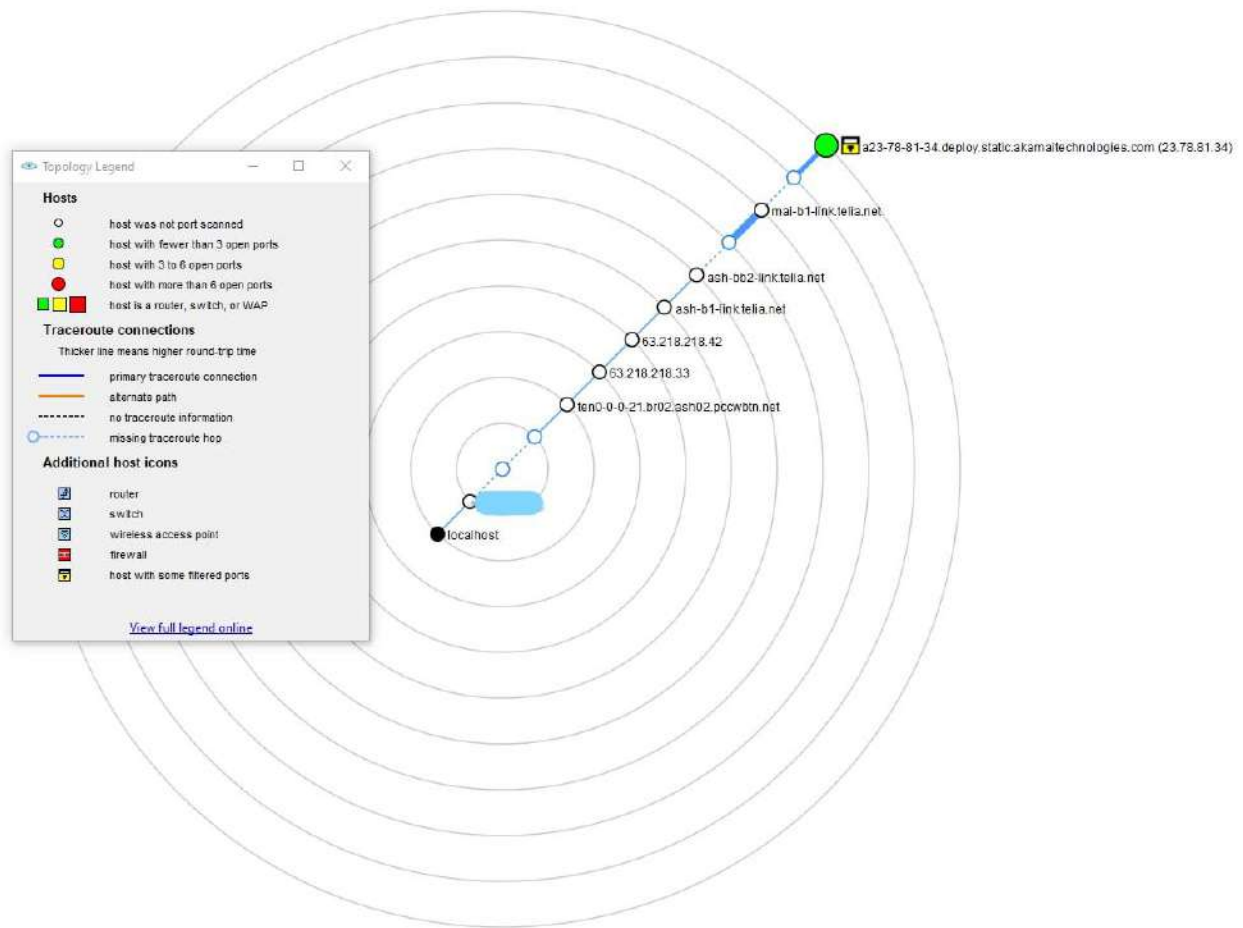 Topology Legend
Hosts
host was not port scanned
host with fewer than 3 open ports
host with 3 to 6 open ports
host with more than 6 open ports
host is a router, switch, or WAP
Traceroute connections
Thicker line means higher round-trip time
primary traceroute connection
alternate path
no traceroute information
missing traceroute hop
Additional host icons
router
switch
wireless access point
firewall
host with some filtered ports
View full legend online
a23-78-81-34.deploy.static.akamaitechnologies.com (23.78.81.34)
mai-b1-link.telia.net
ash-bb2-link.telia.net
ash-b1-link.telia.net
63.218.218.42
63.218.218.33
ten0-0-0-21.br02.ash02.pccwbtn.net
localhost